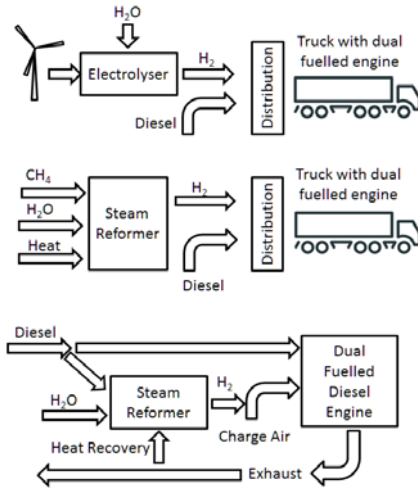 H₂O
Electrolyser
H₂
Diesel
Distribution
Truck with dual
fuelled engine
CH₄
H₂O
Heat
Steam
Reformer
H₂
Diesel
Distribution
Truck with dual
fuelled engine
Diesel
H₂O
Steam
Reformer
H₂
Heat Recovery
Charge Air
Exhaust
Dual
Fuelled
Diesel
Engine